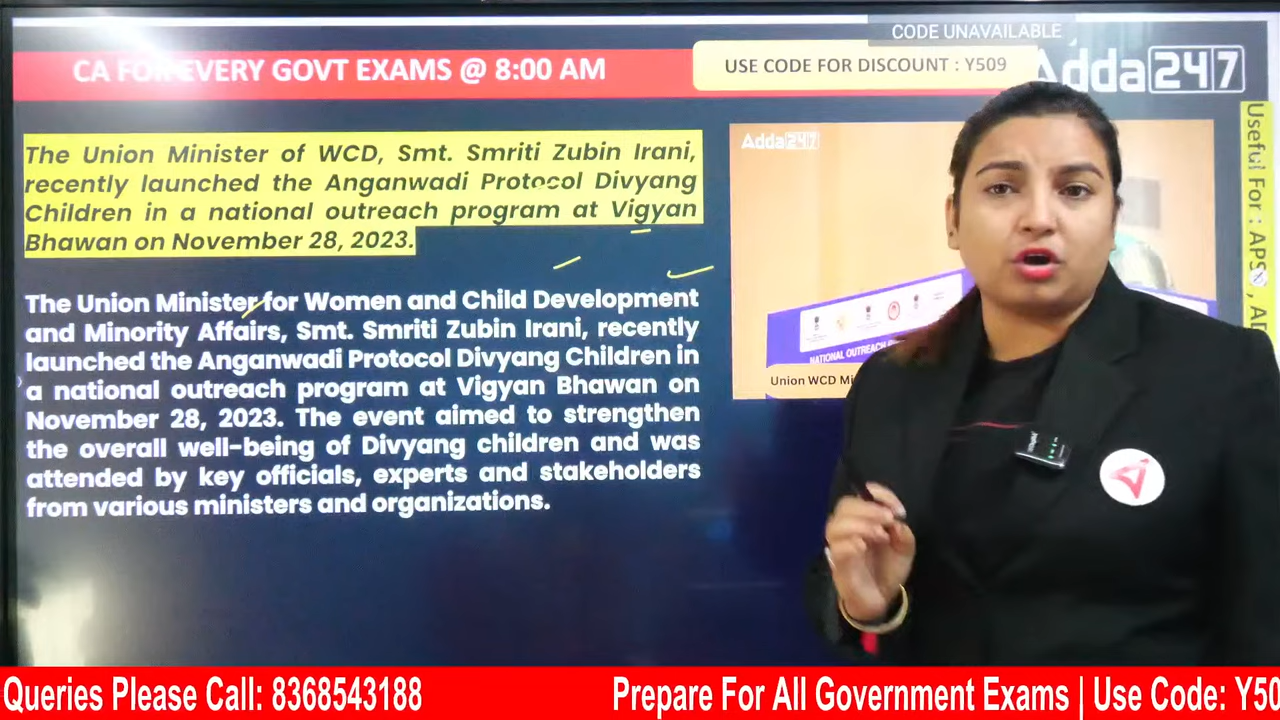 CODE UNAVAILABLE
CA FOR EVERY GOVT EXAMS @ 8:00 AM
USE CODE FOR DISCOUNT : Y509
Adda247
The Union Minister of WCD, Smt. Smriti Zubin Irani,
recently launched the Anganwadi Protocol Divyang
Children in a national outreach program at Vigyan
Bhawan on November 28, 2023.
The Union Minister for Women and Child Development
and Minority Affairs, Smt. Smriti Zubin Irani, recently
launched the Anganwadi Protocol Divyang Children in
a national outreach program at Vigyan Bhawan on
November 28, 2023. The event aimed to strengthen
the overall well-being of Divyang children and was
attended by key officials, experts and stakeholders
from various ministers and organizations.
Adda247
NATIONAL OUTREACH
Union WCD Mi
Useful For : APS
, AD
Queries Please Call: 8368543188
Prepare For All Government Exams | Use Code: Y50